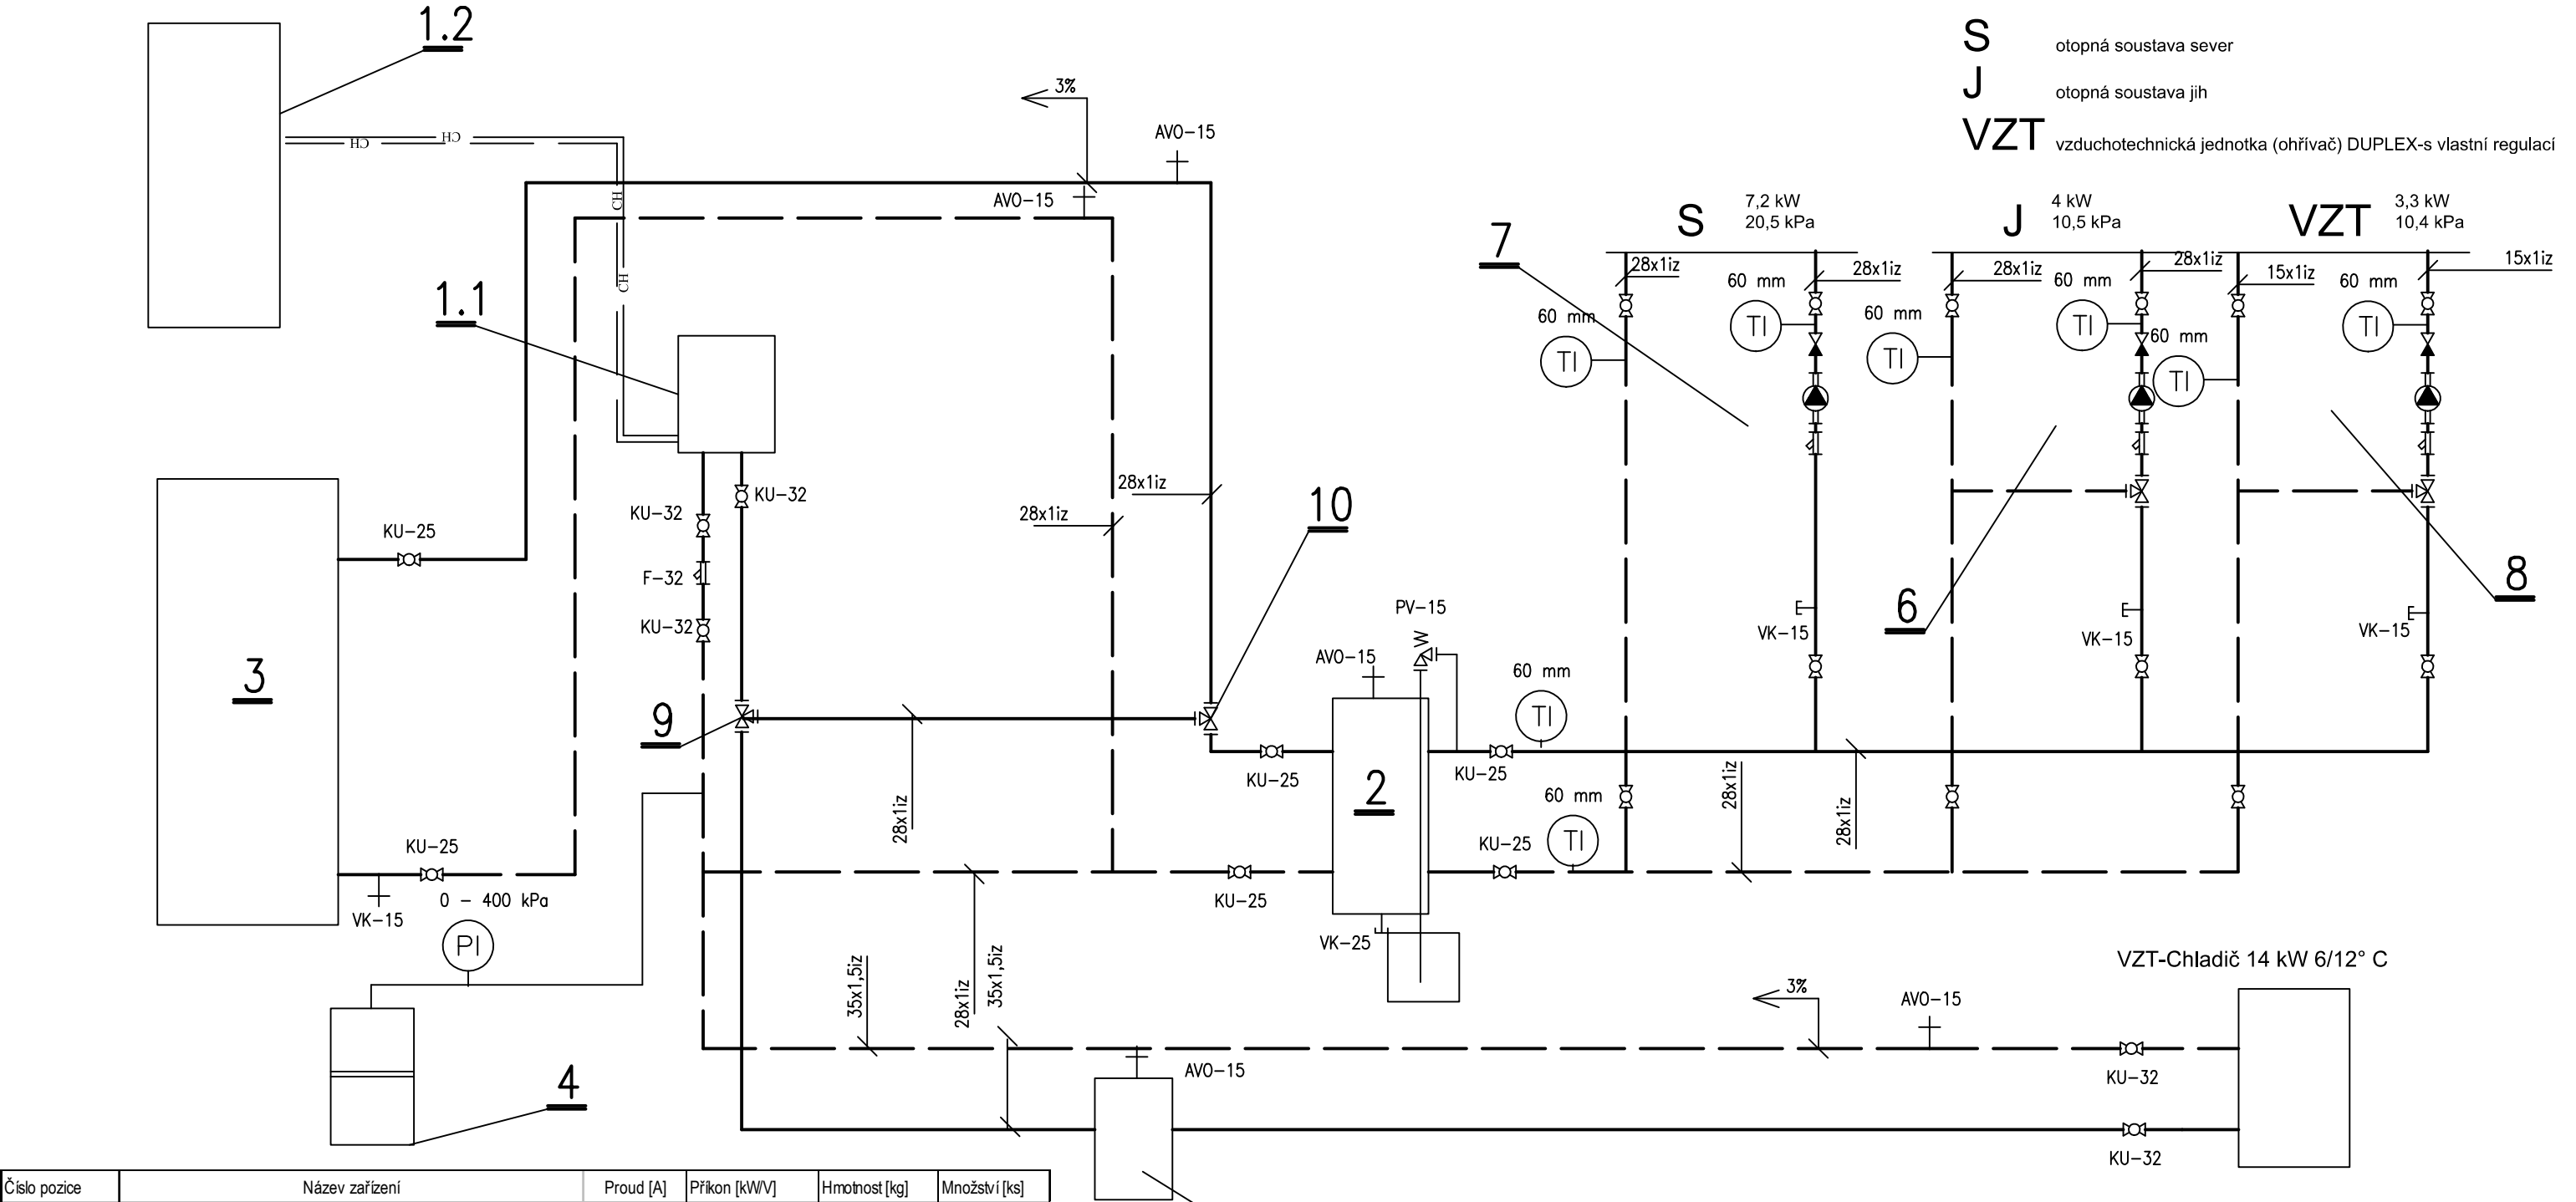 1.2
S otopná soustava sever
J otopná soustava jih
VZT vzduchotechnická jednotka (ohřívač) DUPLEX-s vlastní regulací
3%
AVO-15
AVO-15
CH
CH
CH
CH
S 7,2 kW
20,5 kPa
J 4 kW
10,5 kPa
VZT 3,3 kW
10,4 kPa
7
28x1iz
28x1iz
28x1iz
28x1iz
15x1iz
15x1iz
60 mm
60 mm
60 mm
60 mm
60 mm
60 mm
TI
TI
TI
TI
TI
TI
1.1
KU-32
KU-32
F-32
KU-32
28x1iz
28x1iz
10
KU-25
3
9
6
8
PV-15
AVO-15
VK-15
VK-15
VK-15
60 mm
TI
KU-25
KU-25
2
60 mm
TI
KU-25
KU-25
28x1iz
28x1iz
28x1iz
KU-25
VK-15
0 - 400 kPa
PI
VK-25
35x1,5iz
28x1iz
35x1,5iz
VZT-Chladič 14 kW 6/12° C
3%
AVO-15
KU-32
AVO-15
KU-32
4
Číslo pozice Název zařízení Proud [A] Příkon [kW/V] Hmotnost [kg] Množství [ks]